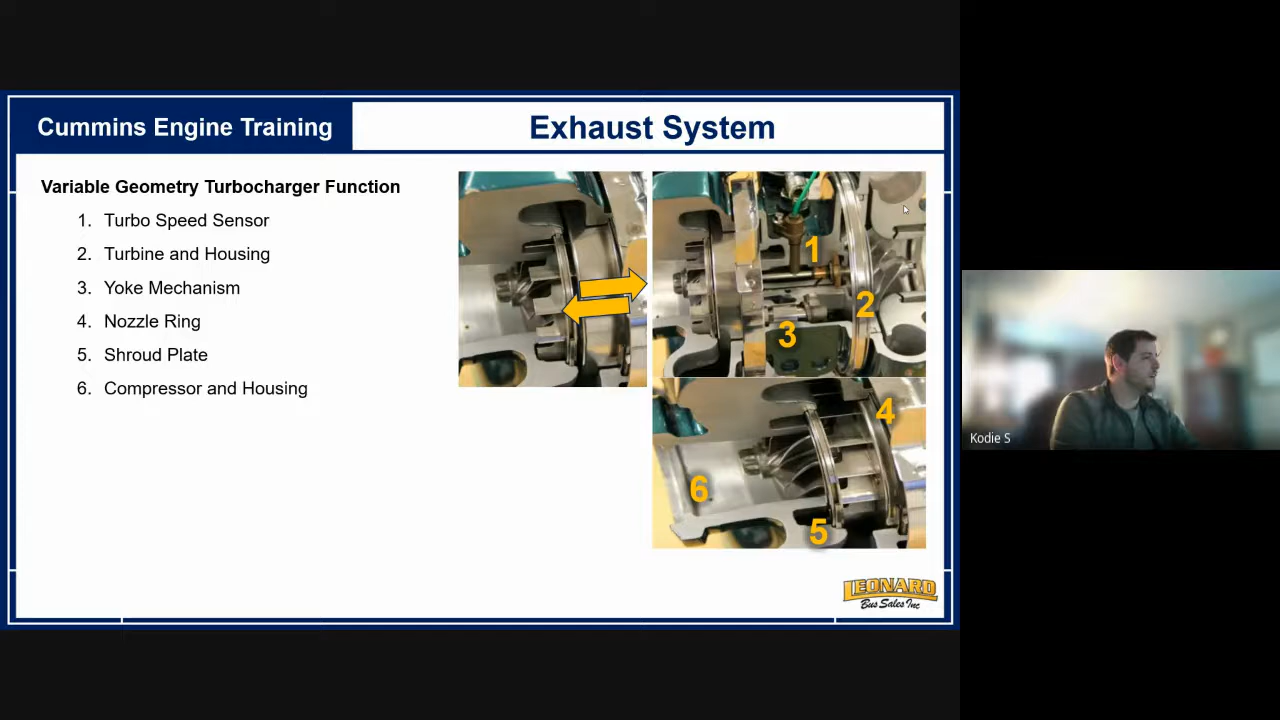 Cummins Engine Training
Exhaust System
Variable Geometry Turbocharger Function
1. Turbo Speed Sensor
2. Turbine and Housing
3. Yoke Mechanism
4. Nozzle Ring
5. Shroud Plate
6. Compressor and Housing
1
2
3
4
5
6
LEONARD
Bus Sales Inc
Kodie S